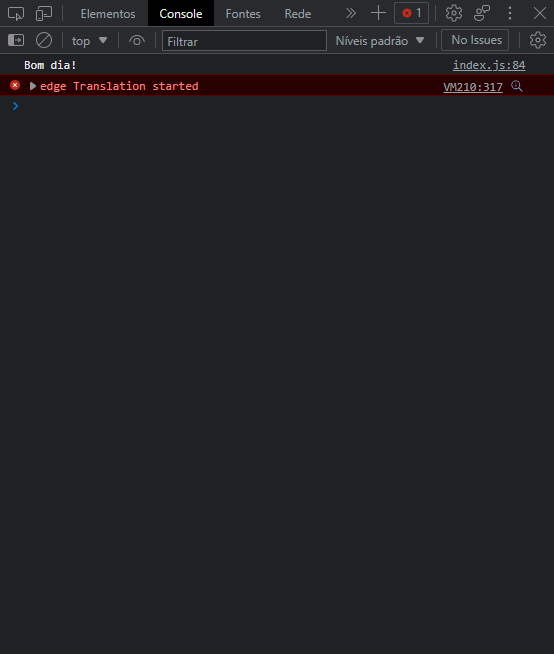 Elementos Console Fontes Rede 1
top Filtrar Níveis padrão No Issues
Bom dia! index.js:84
edge Translation started VM210:317